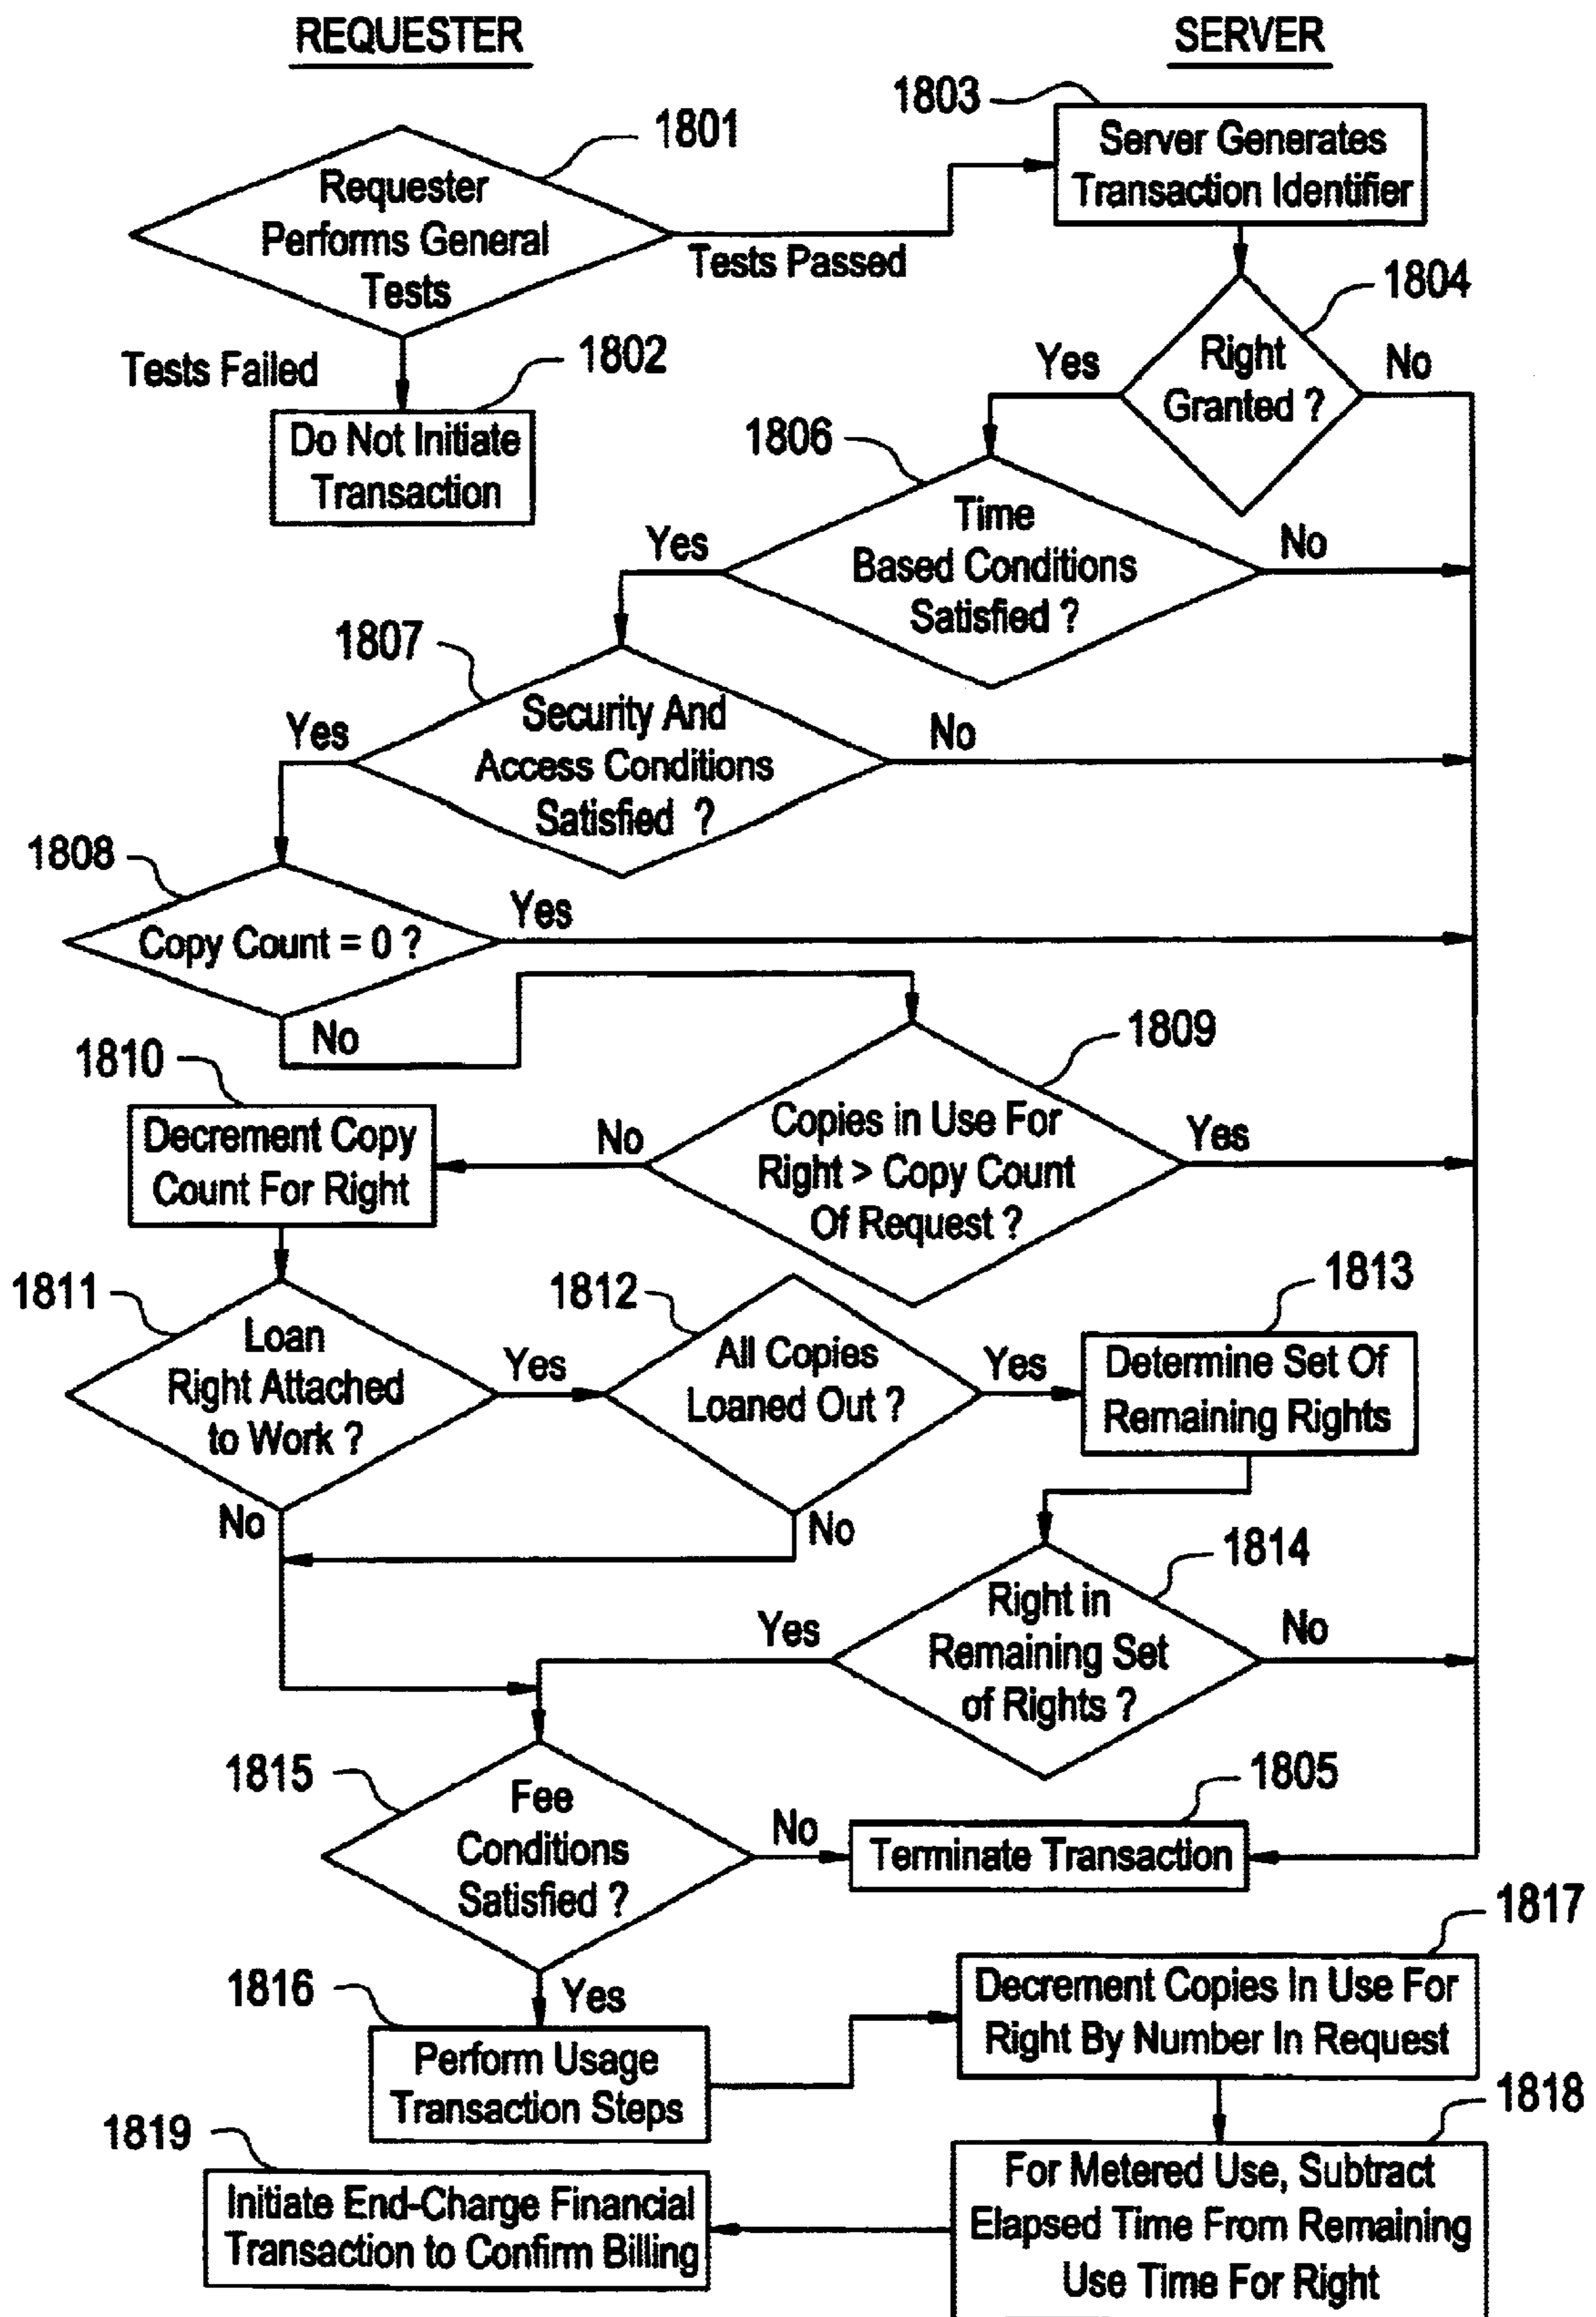 REQUESTER
SERVER
1801
Requester
Performs General
Tests
Tests Passed
Tests Failed
1802
Do Not Initiate
Transaction
1803
Server Generates
Transaction Identifier
1804
Right
Granted ?
Yes
No
1806
Time
Based Conditions
Satisfied ?
Yes
No
1807
Security And
Access Conditions
Satisfied ?
Yes
No
1808
Copy Count = 0 ?
Yes
No
1809
Copies in Use For
Right > Copy Count
Of Request ?
No
Yes
1810
Decrement Copy
Count For Right
1811
Loan
Right Attached
to Work ?
Yes
No
1812
All Copies
Loaned Out ?
Yes
No
1813
Determine Set Of
Remaining Rights
1814
Right in
Remaining Set
of Rights ?
Yes
No
1815
Fee
Conditions
Satisfied ?
No
Yes
1805
Terminate Transaction
1816
Perform Usage
Transaction Steps
1817
Decrement Copies In Use For
Right By Number In Request
1818
For Metered Use, Subtract
Elapsed Time From Remaining
Use Time For Right
1819
Initiate End-Charge Financial
Transaction to Confirm Billing